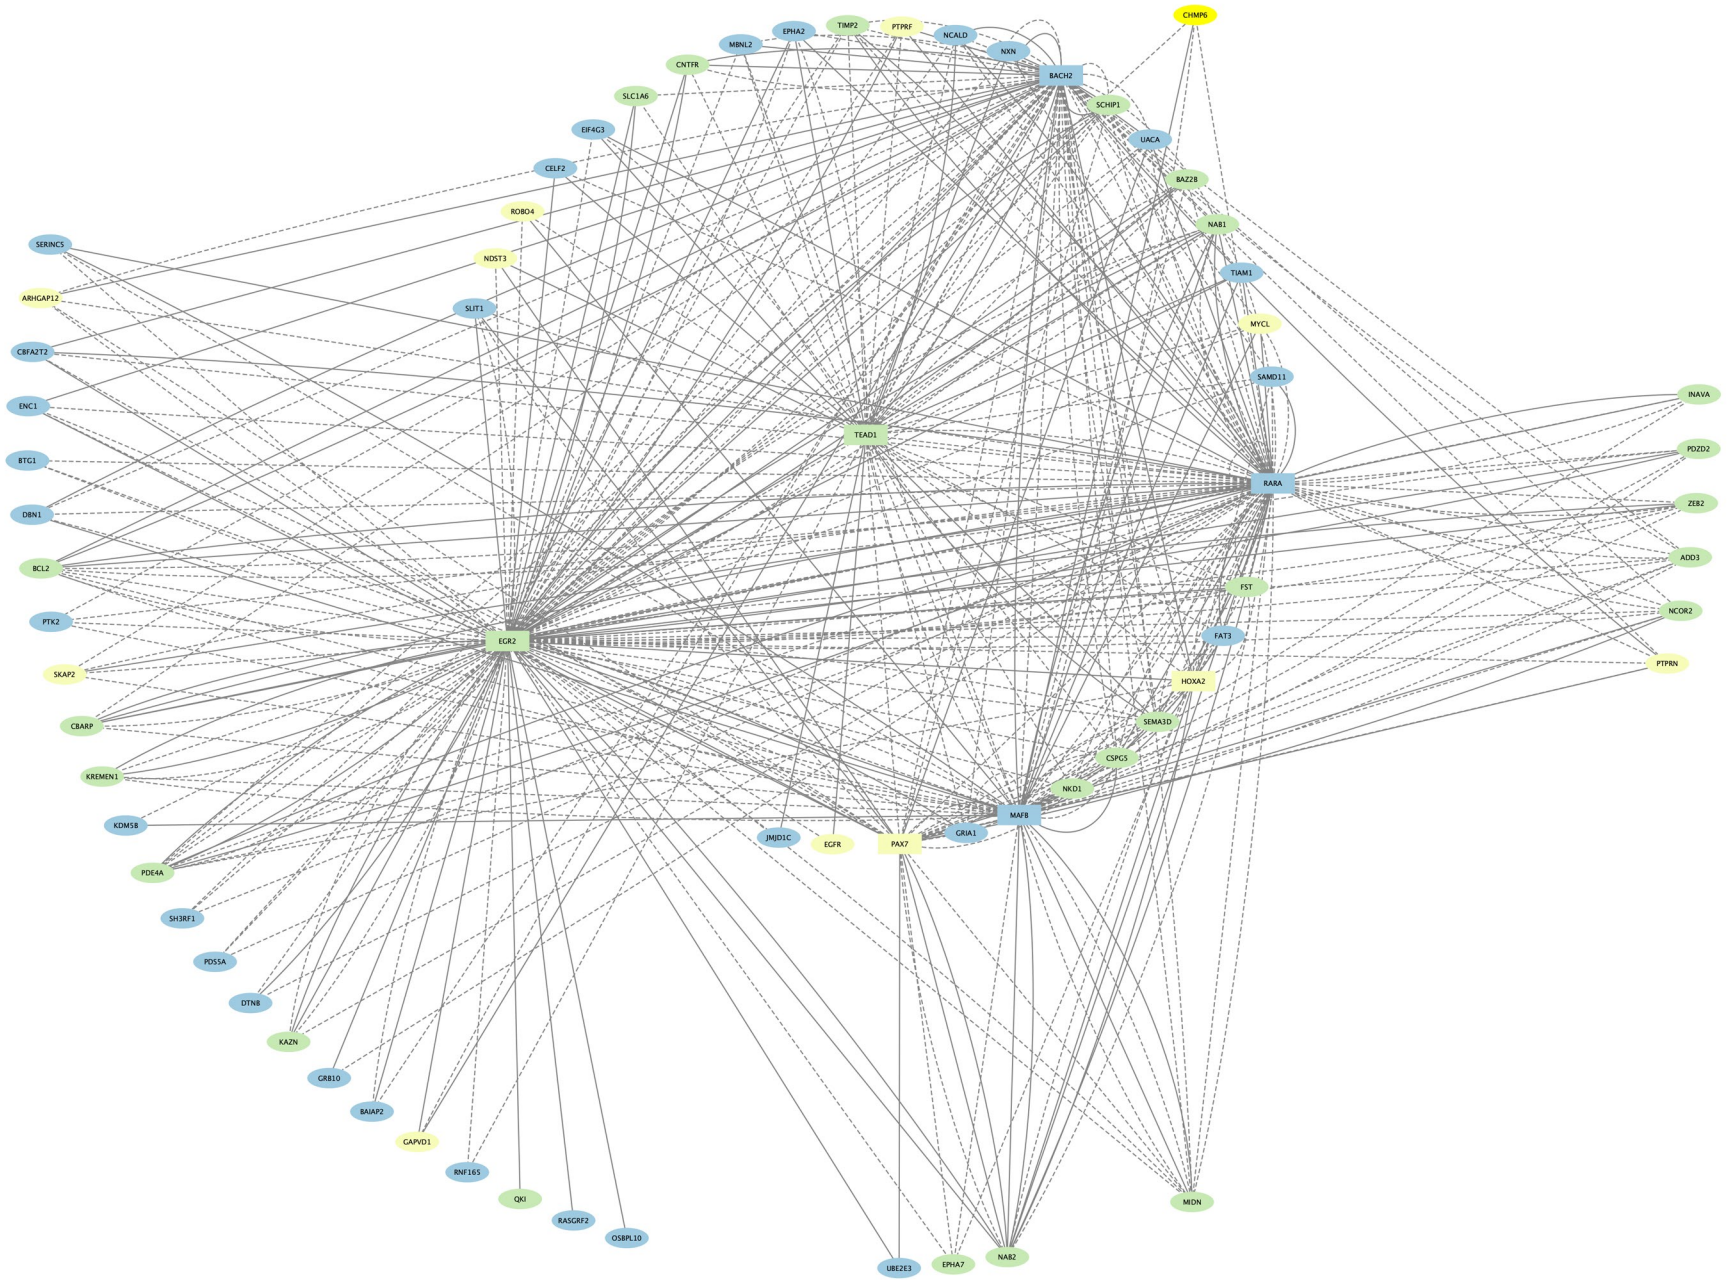 CHMP6
TIMP2
PTPRF
EPHA2
NCALD
MBNL2
NXN
CNTFR
BACH2
SLC1A6
SCHIP1
EIF4G3
UACA
CELF2
BAZ2B
ROBO4
NAB1
SERINC5
NDST3
TIAM1
ARHGAP12
SLIT1
MYCL
CBFA2T2
SAMD11
INAVA
ENC1
TEAD1
PDZD2
BTG1
RARA
ZEB2
DBN1
ADD3
BCL2
FST
NCOR2
PTK2
FAT3
EGR2
PTPRN
SKAP2
HOXA2
SEMA3D
CBARP
CSPG5
KREMEN1
NKD1
MAFB
KDM5B
GRIA1
JMJD1C
EGFR
PAX7
PDE4A
SH3RF1
PDS5A
DTNB
KAZN
GRB10
BAIAP2
GAPVD1
RNF165
QKI
MIDN
RASGRF2
OSBPL10
NAB2
EPHA7
UBE2E3